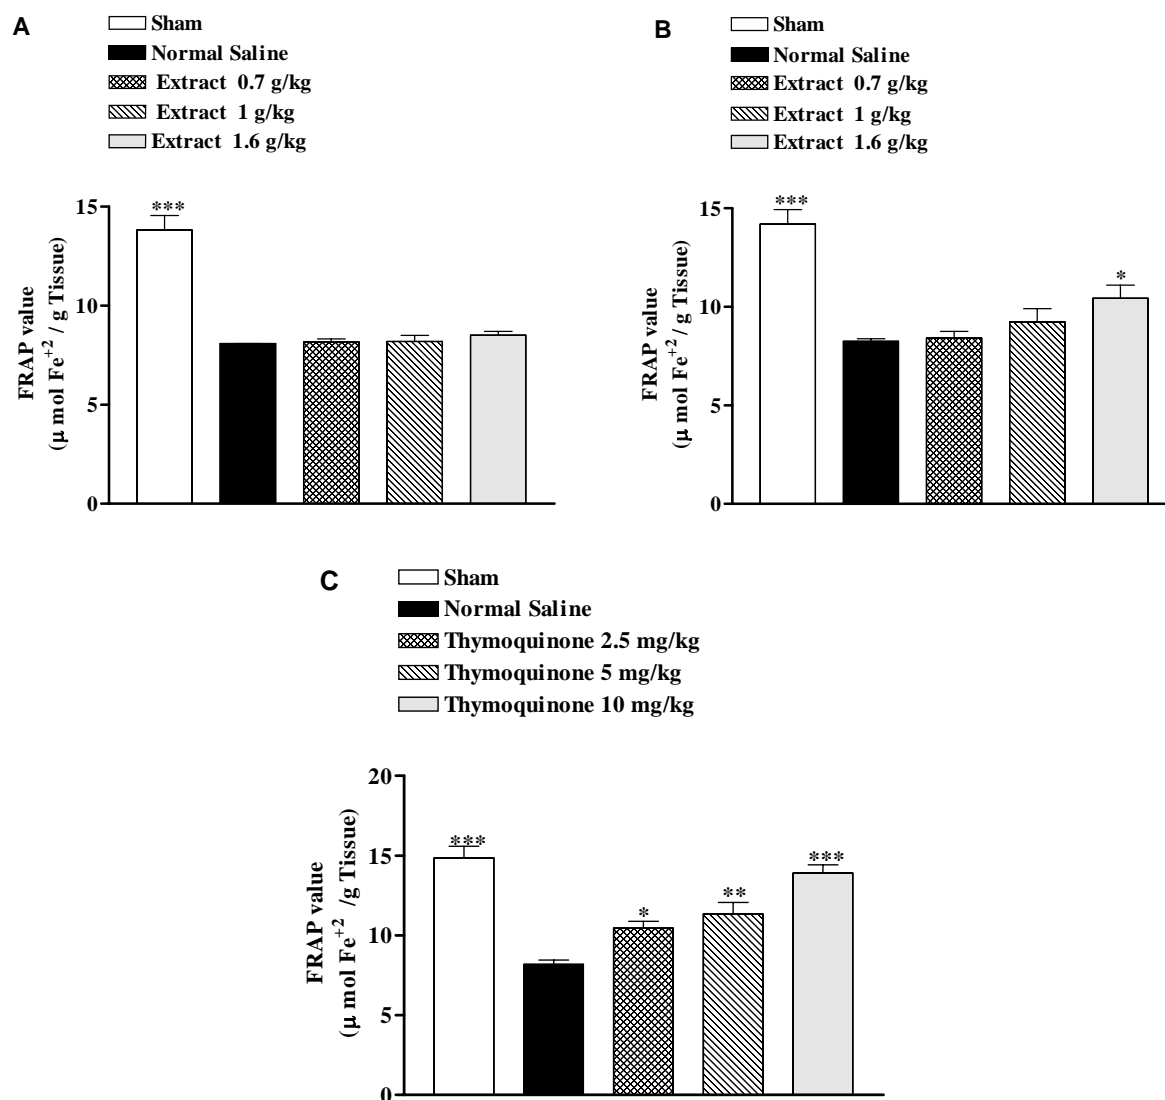 A
Sham
Normal Saline
Extract 0.7 g/kg
Extract 1 g/kg
Extract 1.6 g/kg
FRAP value
(μ mol Fe+2 / g Tissue)
15
10
5
0
***
B
Sham
Normal Saline
Extract 0.7 g/kg
Extract 1 g/kg
Extract 1.6 g/kg
FRAP value
(μ mol Fe+2 / g Tissue)
15
10
5
0
***
*
C
Sham
Normal Saline
Thymoquinone 2.5 mg/kg
Thymoquinone 5 mg/kg
Thymoquinone 10 mg/kg
FRAP value
(μ mol Fe+2 /g Tissue)
20
15
10
5
0
***
*
**
***